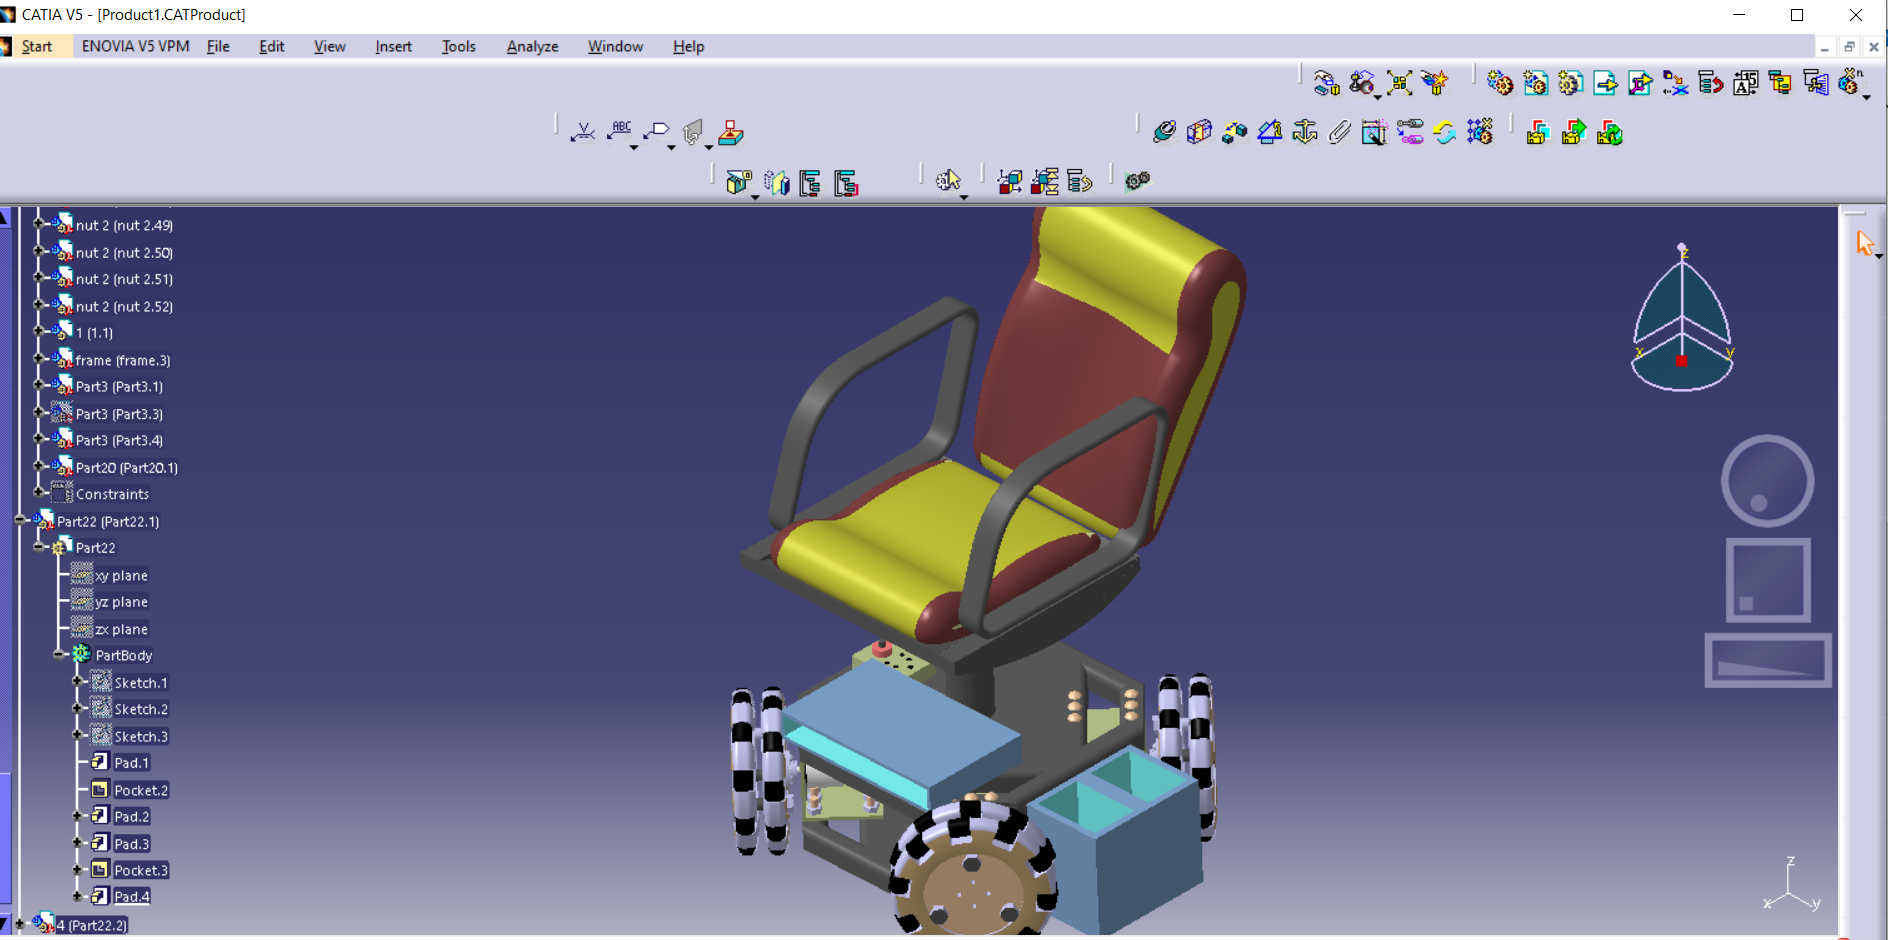 CATIA V5 - [Product1.CATProduct]
Start ENOVIA V5 VPM File Edit View Insert Tools Analyze Window Help
ABC
nut 2 (nut 2.49)
nut 2 (nut 2.50)
nut 2 (nut 2.51)
nut 2 (nut 2.52)
1 (1.1)
frame (frame.3)
Part3 (Part3.1)
Part3 (Part3.3)
Part3 (Part3.4)
Part20 (Part20.1)
Constraints
Part22 (Part22.1)
Part22
xy plane
yz plane
zx plane
PartBody
Sketch.1
Sketch.2
Sketch.3
Pad.1
Pocket.2
Pad.2
Pad.3
Pocket.3
Pad.4
4 (Part22.2)
z
x y
z
x y